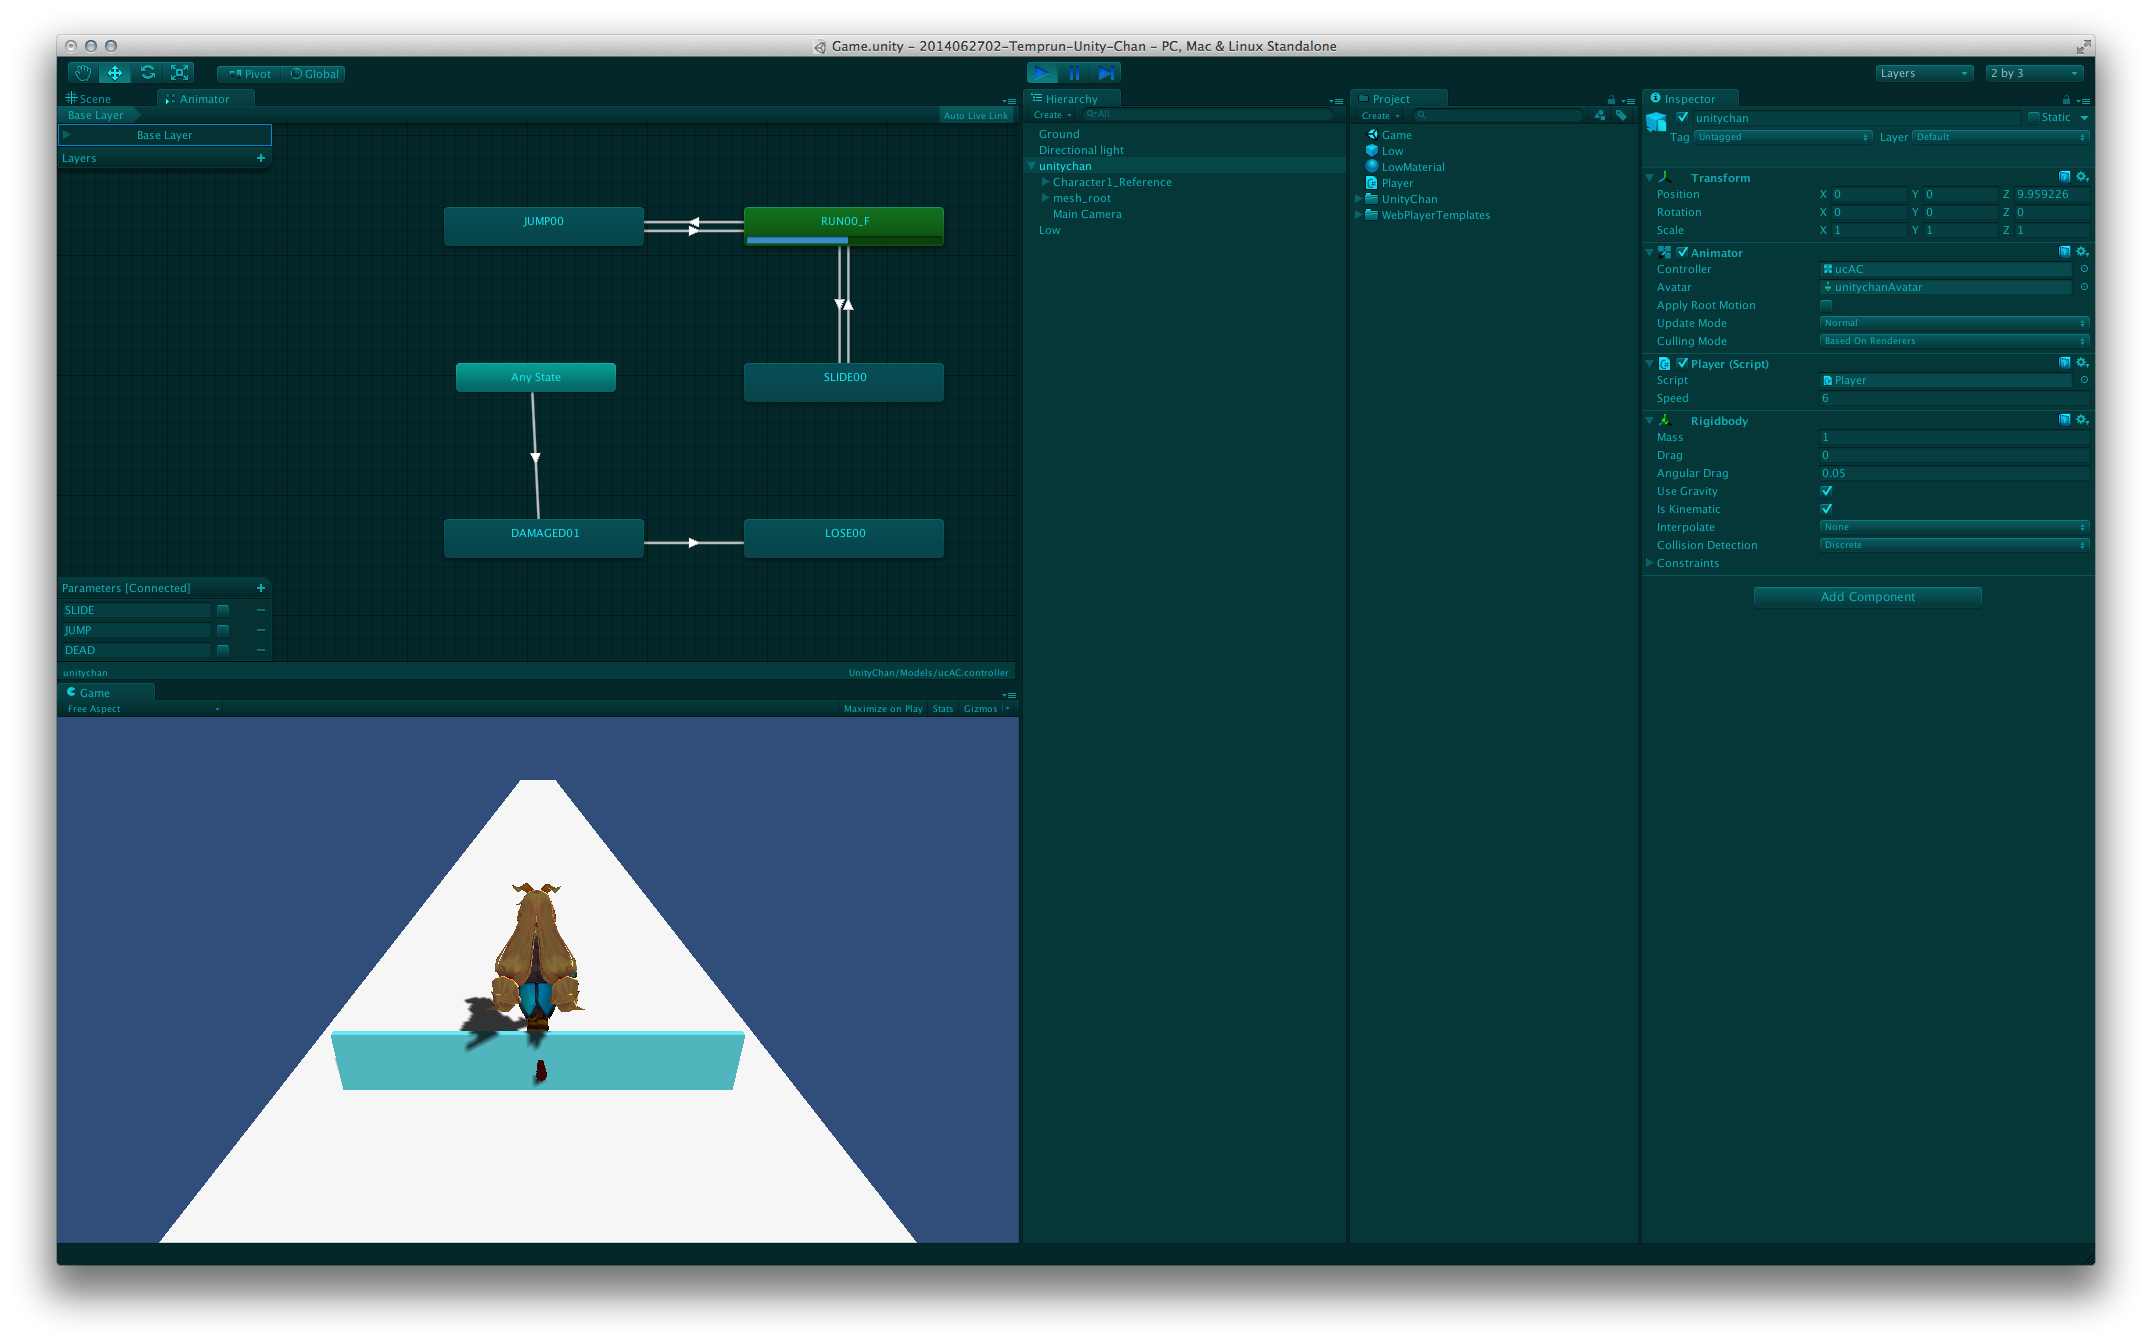 Game.unity - 2014062702-Temprun-Unity-Chan - PC, Mac & Linux Standalone
Pivot Global
Layers 2 by 3
Scene Animator
Base Layer Auto Live Link
Base Layer
Layers
JUMP00
RUN00_F
Any State
SLIDE00
DAMAGED01
LOSE00
Parameters [Connected]
SLIDE
JUMP
DEAD
unitychan UnityChan/Models/ucAC.controller
Game
Free Aspect Maximize on Play Stats Gizmos
Hierarchy
Create All
Ground
Directional light
unitychan
Character1_Reference
mesh_root
Main Camera
Low
Project
Create
Game
Low
LowMaterial
Player
UnityChan
WebPlayerTemplates
Inspector
unitychan Static
Tag Untagged Layer Default
Transform
Position X 0 Y 0 Z 9.959226
Rotation X 0 Y 0 Z 0
Scale X 1 Y 1 Z 1
Animator
Controller ucAC
Avatar unitychanAvatar
Apply Root Motion
Update Mode Normal
Culling Mode Based On Renderers
Player (Script)
Script Player
Speed 6
Rigidbody
Mass 1
Drag 0
Angular Drag 0.05
Use Gravity
Is Kinematic
Interpolate None
Collision Detection Discrete
Constraints
Add Component